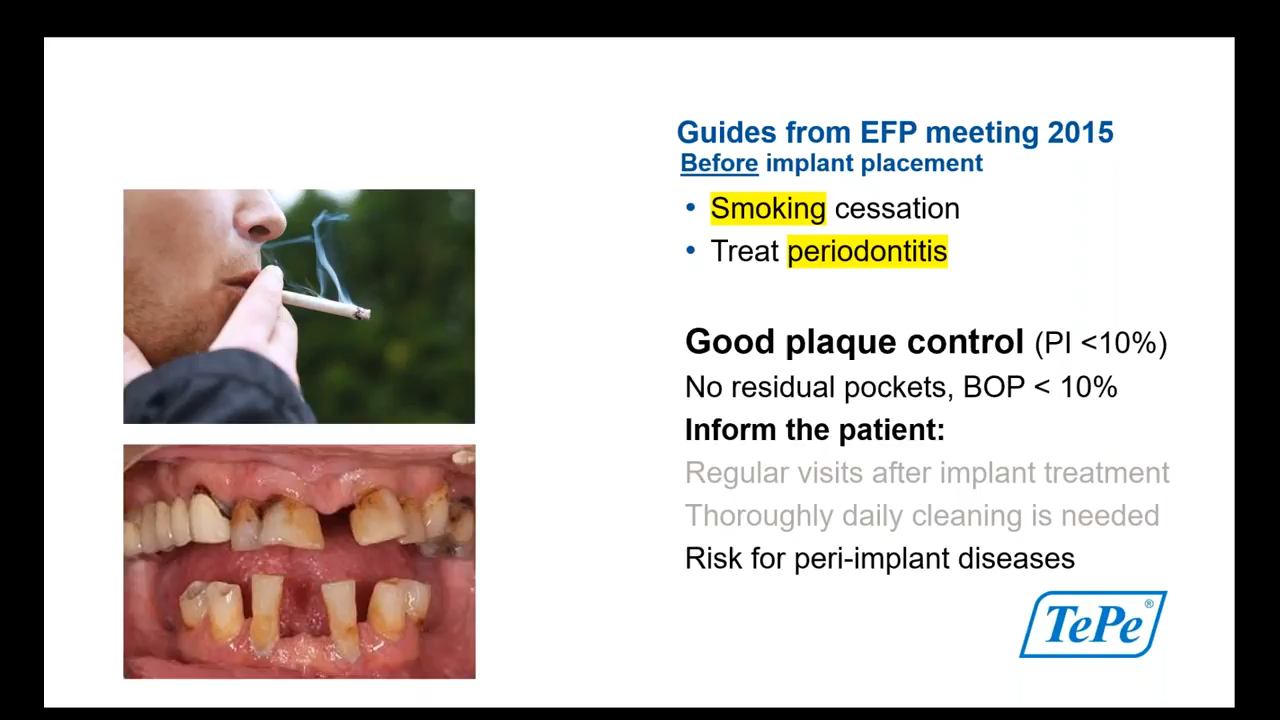 Guides from EFP meeting 2015
Before implant placement
• Smoking cessation
• Treat periodontitis
Good plaque control (PI <10%)
No residual pockets, BOP < 10%
Inform the patient:
Regular visits after implant treatment
Thoroughly daily cleaning is needed
Risk for peri-implant diseases
TePe®